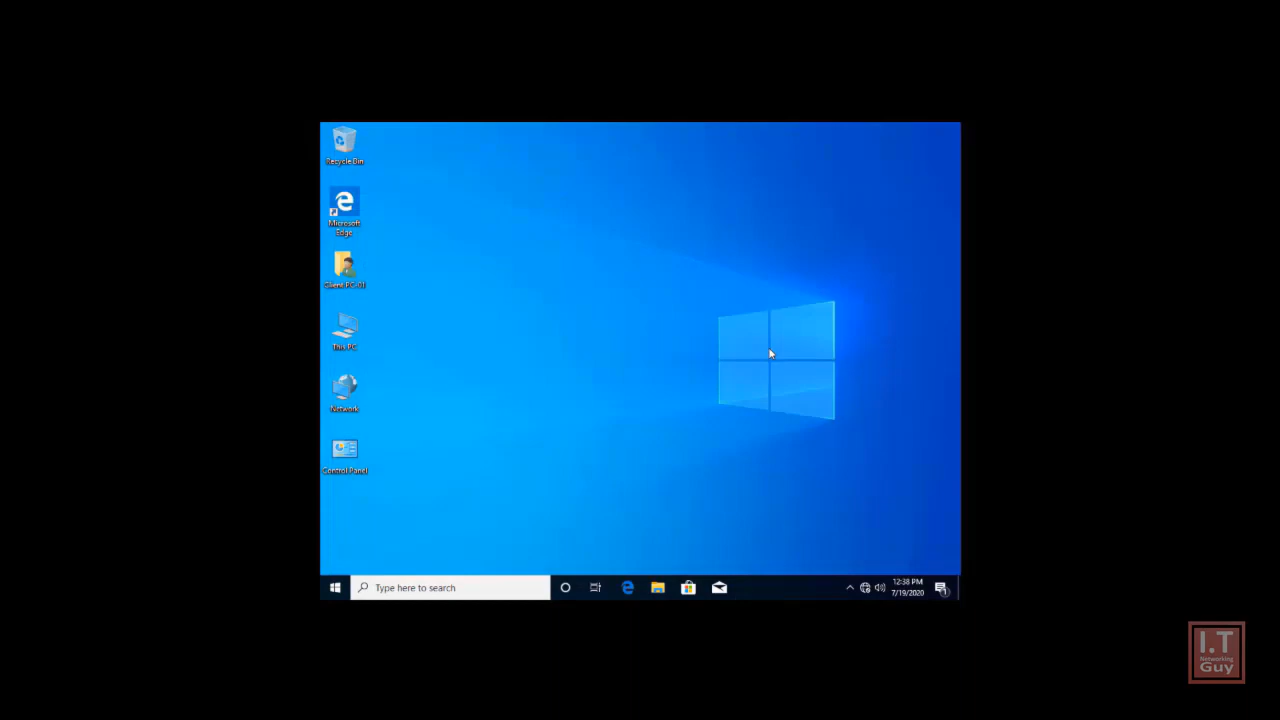 Recycle Bin
Microsoft
Edge
Client PC-01
This PC
Network
Control Panel
Type here to search
12:38 PM
7/19/2020
1
I.T
Networking
Guy